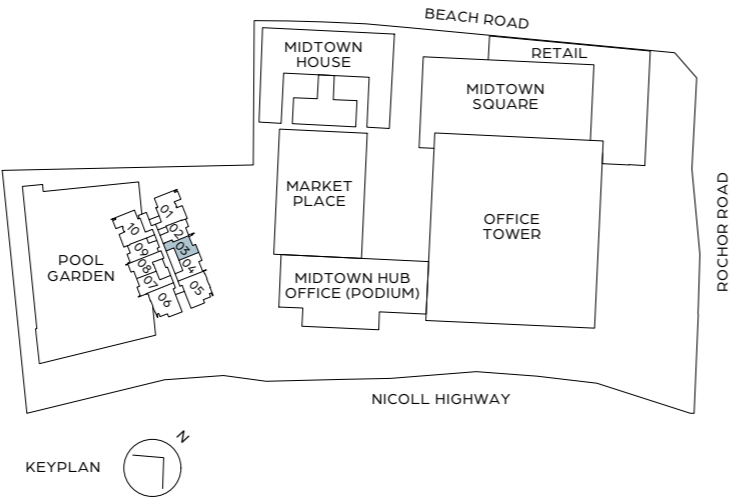 BEACH ROAD
MIDTOWN
HOUSE
RETAIL
MIDTOWN
SQUARE
MARKET
PLACE
OFFICE
TOWER
ROCHOR ROAD
01
02
03
04
05
10
09
08
07
06
POOL
GARDEN
MIDTOWN HUB
OFFICE (PODIUM)
NICOLL HIGHWAY
N
KEYPLAN